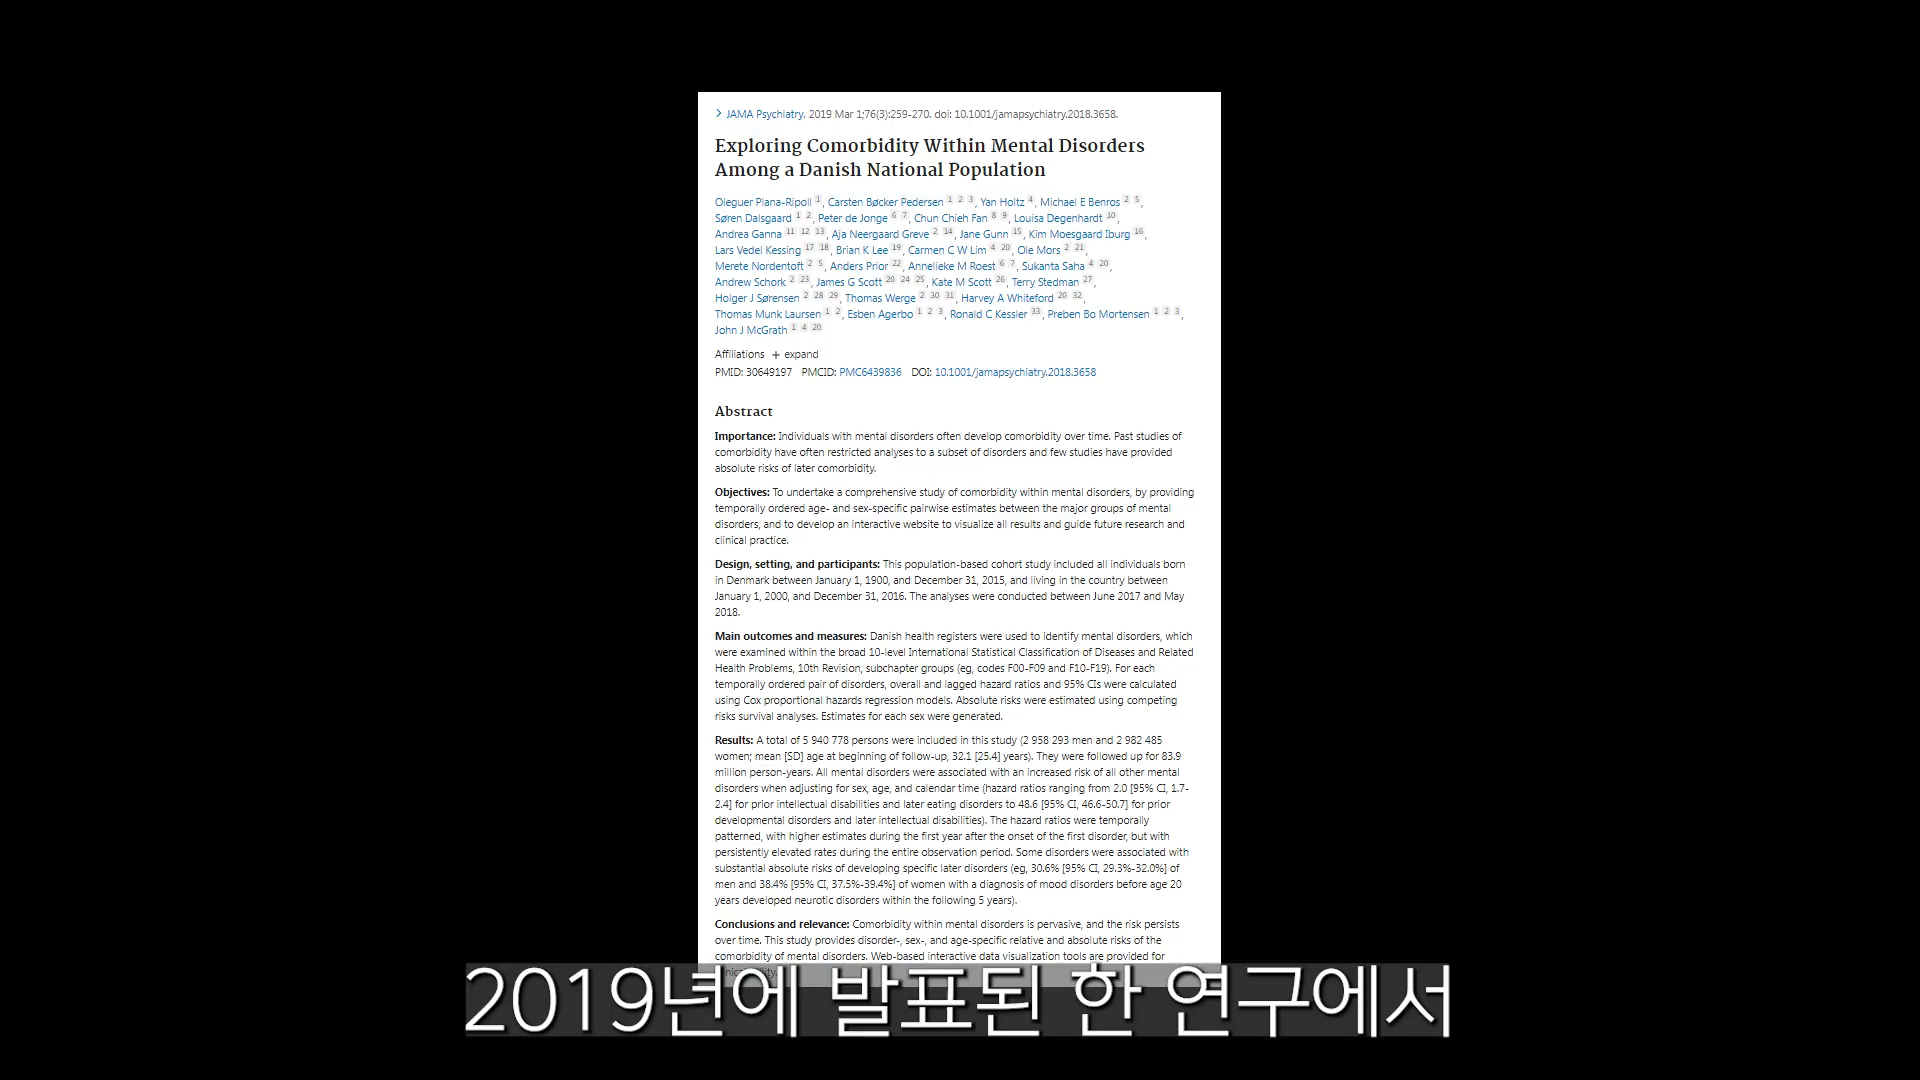 > JAMA Psychiatry. 2019 Mar 1;76(3):259-270. doi: 10.1001/jamapsychiatry.2018.3658.
Exploring Comorbidity Within Mental Disorders
Among a Danish National Population
Oleguer Plana-Ripoll 1, Carsten Bøcker Pedersen 1 2 3, Yan Holtz 4, Michael E Benros 2 5,
Søren Dalsgaard 1 2, Peter de Jonge 6 7, Chun Chieh Fan 8 9, Louisa Degenhardt 10,
Andrea Ganna 11 12 13, Aja Neergaard Greve 2 14, Jane Gunn 15, Kim Moesgaard Iburg 16,
Lars Vedel Kessing 17 18, Brian K Lee 19, Carmen C W Lim 4 20, Ole Mors 2 21,
Merete Nordentoft 2 5, Anders Prior 22, Annelieke M Roest 6 7, Sukanta Saha 4 20,
Andrew Schork 2 23, James G Scott 20 24 25, Kate M Scott 26, Terry Stedman 27,
Holger J Sørensen 2 28 29, Thomas Werge 2 30 31, Harvey A Whiteford 20 32,
Thomas Munk Laursen 1 2, Esben Agerbo 1 2 3, Ronald C Kessler 33, Preben Bo Mortensen 1 2 3,
John J McGrath 1 4 20
Affiliations + expand
PMID: 30649197 PMCID: PMC6439836 DOI: 10.1001/jamapsychiatry.2018.3658
Abstract
Importance: Individuals with mental disorders often develop comorbidity over time. Past studies of
comorbidity have often restricted analyses to a subset of disorders and few studies have provided
absolute risks of later comorbidity.
Objectives: To undertake a comprehensive study of comorbidity within mental disorders, by providing
temporally ordered age- and sex-specific pairwise estimates between the major groups of mental
disorders, and to develop an interactive website to visualize all results and guide future research and
clinical practice.
Design, setting, and participants: This population-based cohort study included all individuals born
in Denmark between January 1, 1900, and December 31, 2015, and living in the country between
January 1, 2000, and December 31, 2016. The analyses were conducted between June 2017 and May
2018.
Main outcomes and measures: Danish health registers were used to identify mental disorders, which
were examined within the broad 10-level International Statistical Classification of Diseases and Related
Health Problems, 10th Revision, subchapter groups (eg, codes F00-F09 and F10-F19). For each
temporally ordered pair of disorders, overall and lagged hazard ratios and 95% CIs were calculated
using Cox proportional hazards regression models. Absolute risks were estimated using competing
risks survival analyses. Estimates for each sex were generated.
Results: A total of 5 940 778 persons were included in this study (2 958 293 men and 2 982 485
women; mean [SD] age at beginning of follow-up, 32.1 [25.4] years). They were followed up for 83.9
million person-years. All mental disorders were associated with an increased risk of all other mental
disorders when adjusting for sex, age, and calendar time (hazard ratios ranging from 2.0 [95% CI, 1.7-
2.4] for prior intellectual disabilities and later eating disorders to 48.6 [95% CI, 46.6-50.7] for prior
developmental disorders and later intellectual disabilities). The hazard ratios were temporally
patterned, with higher estimates during the first year after the onset of the first disorder, but with
persistently elevated rates during the entire observation period. Some disorders were associated with
substantial absolute risks of developing specific later disorders (eg, 30.6% [95% CI, 29.3%-32.0%] of
men and 38.4% [95% CI, 37.5%-39.4%] of women with a diagnosis of mood disorders before age 20
years developed neurotic disorders within the following 5 years).
Conclusions and relevance: Comorbidity within mental disorders is pervasive, and the risk persists
over time. This study provides disorder-, sex-, and age-specific relative and absolute risks of the
comorbidity of mental disorders. Web-based interactive data visualization tools are provided for
2019년에 발표된 한 연구에서